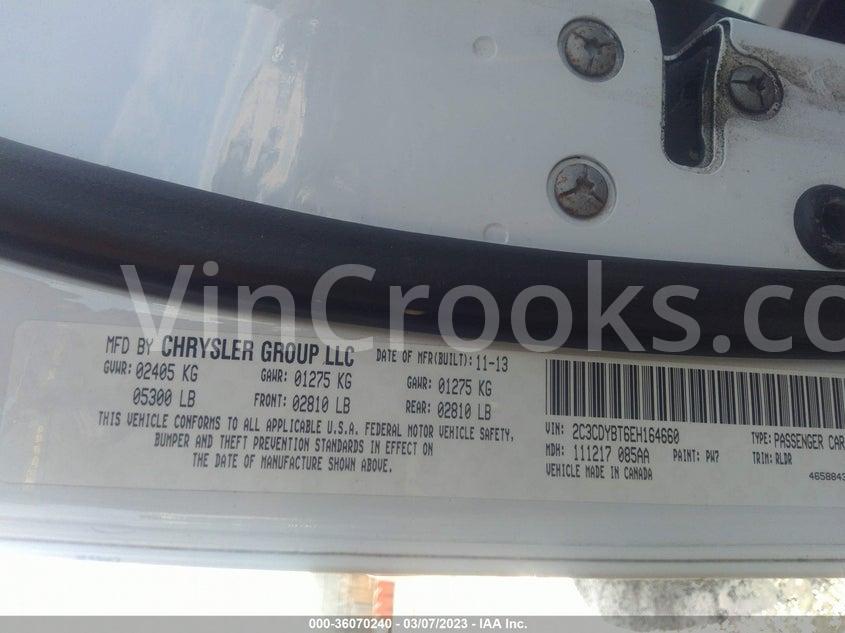 VinCrooks.co
MFD BY CHRYSLER GROUP LLC DATE OF MFR(BUILT): 11-13
GVWR: 02405 KG GAWR: 01275 KG GAWR: 01275 KG
05300 LB FRONT: 02810 LB REAR: 02810 LB
THIS VEHICLE CONFORMS TO ALL APPLICABLE U.S.A. FEDERAL MOTOR VEHICLE SAFETY,
BUMPER AND THEFT PREVENTION STANDARDS IN EFFECT ON
THE DATE OF MANUFACTURE SHOWN ABOVE.
VIN: 2C3CDYBT6EH164660 TYPE: PASSENGER CAR
MDH: 111217 085AA PAINT: PW7 TRIM: RLDR
VEHICLE MADE IN CANADA 4658843
000-36070240 - 03/07/2023 - IAA Inc.